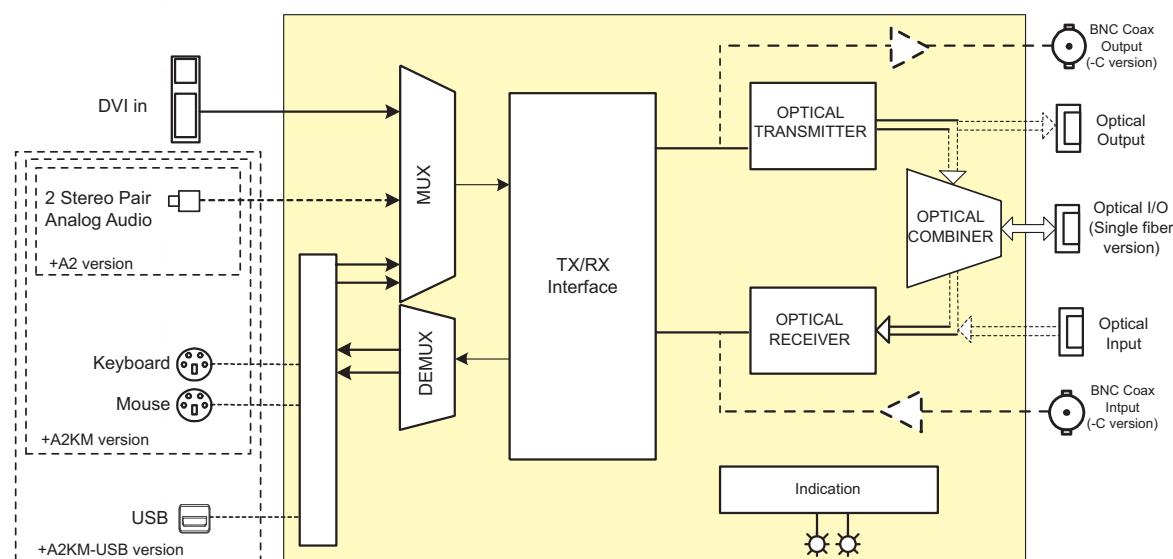 DVI in
2 Stereo Pair
Analog Audio
+A2 version
Keyboard
Mouse
+A2KM version
USB
+A2KM-USB version
MUX
DEMUX
TX/RX
Interface
OPTICAL
TRANSMITTER
OPTICAL
COMBINER
OPTICAL
RECEIVER
Indication
BNC Coax
Output
(-C version)
Optical
Output
Optical I/O
(Single fiber
version)
Optical
Input
BNC Coax
Intput
(-C version)